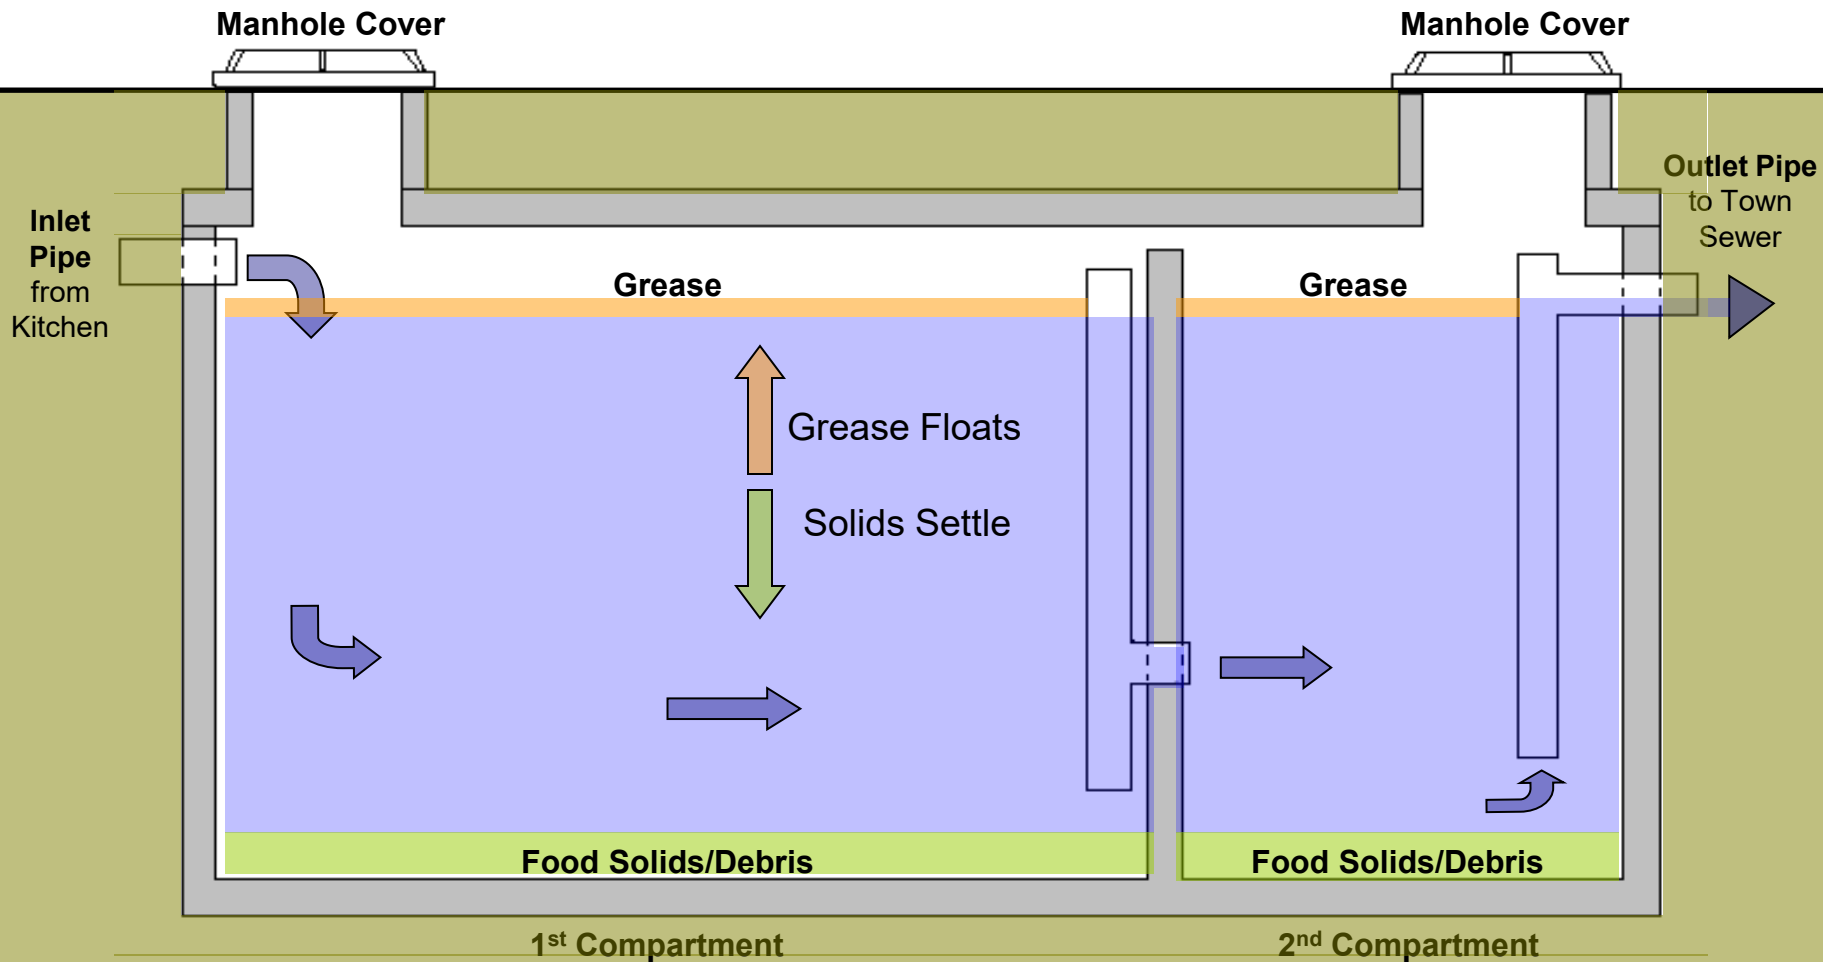 Manhole Cover
Manhole Cover
Inlet
Pipe
from
Kitchen
Outlet Pipe
to Town
Sewer
Grease
Grease
Grease Floats
Solids Settle
Food Solids/Debris
Food Solids/Debris
1st Compartment
2nd Compartment